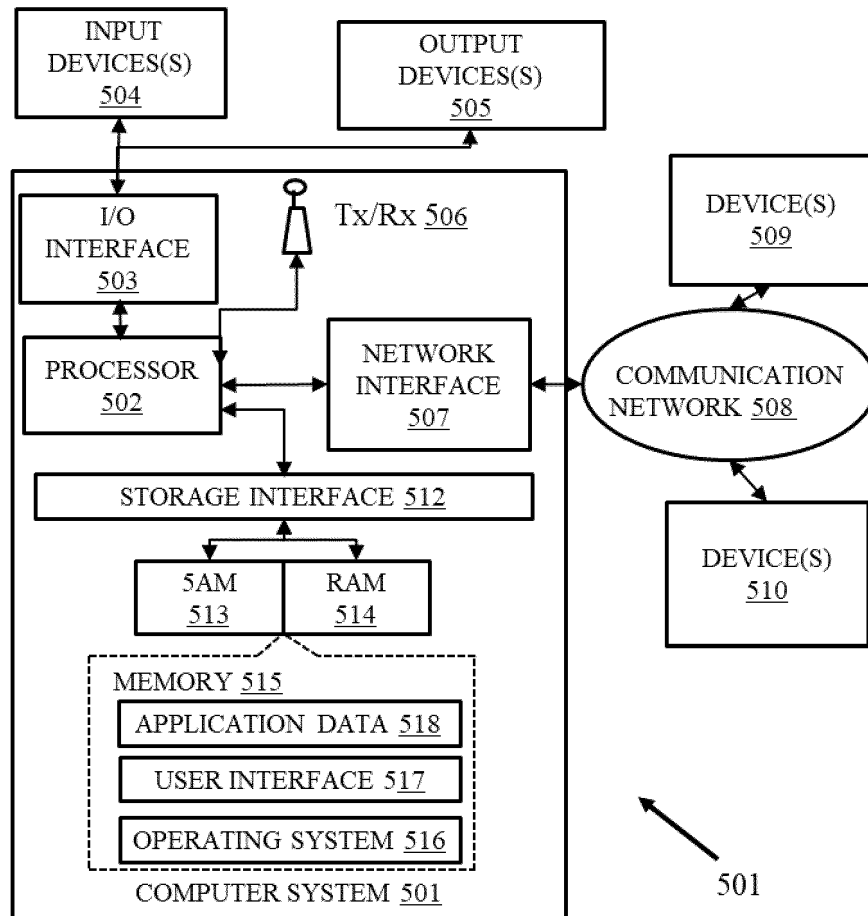 INPUT
DEVICES(S)
504
OUTPUT
DEVICES(S)
505
I/O
INTERFACE
503
Tx/Rx 506
DEVICE(S)
509
PROCESSOR
502
NETWORK
INTERFACE
507
COMMUNICATION
NETWORK 508
STORAGE INTERFACE 512
5AM
513
RAM
514
DEVICE(S)
510
MEMORY 515
APPLICATION DATA 518
USER INTERFACE 517
OPERATING SYSTEM 516
COMPUTER SYSTEM 501
501